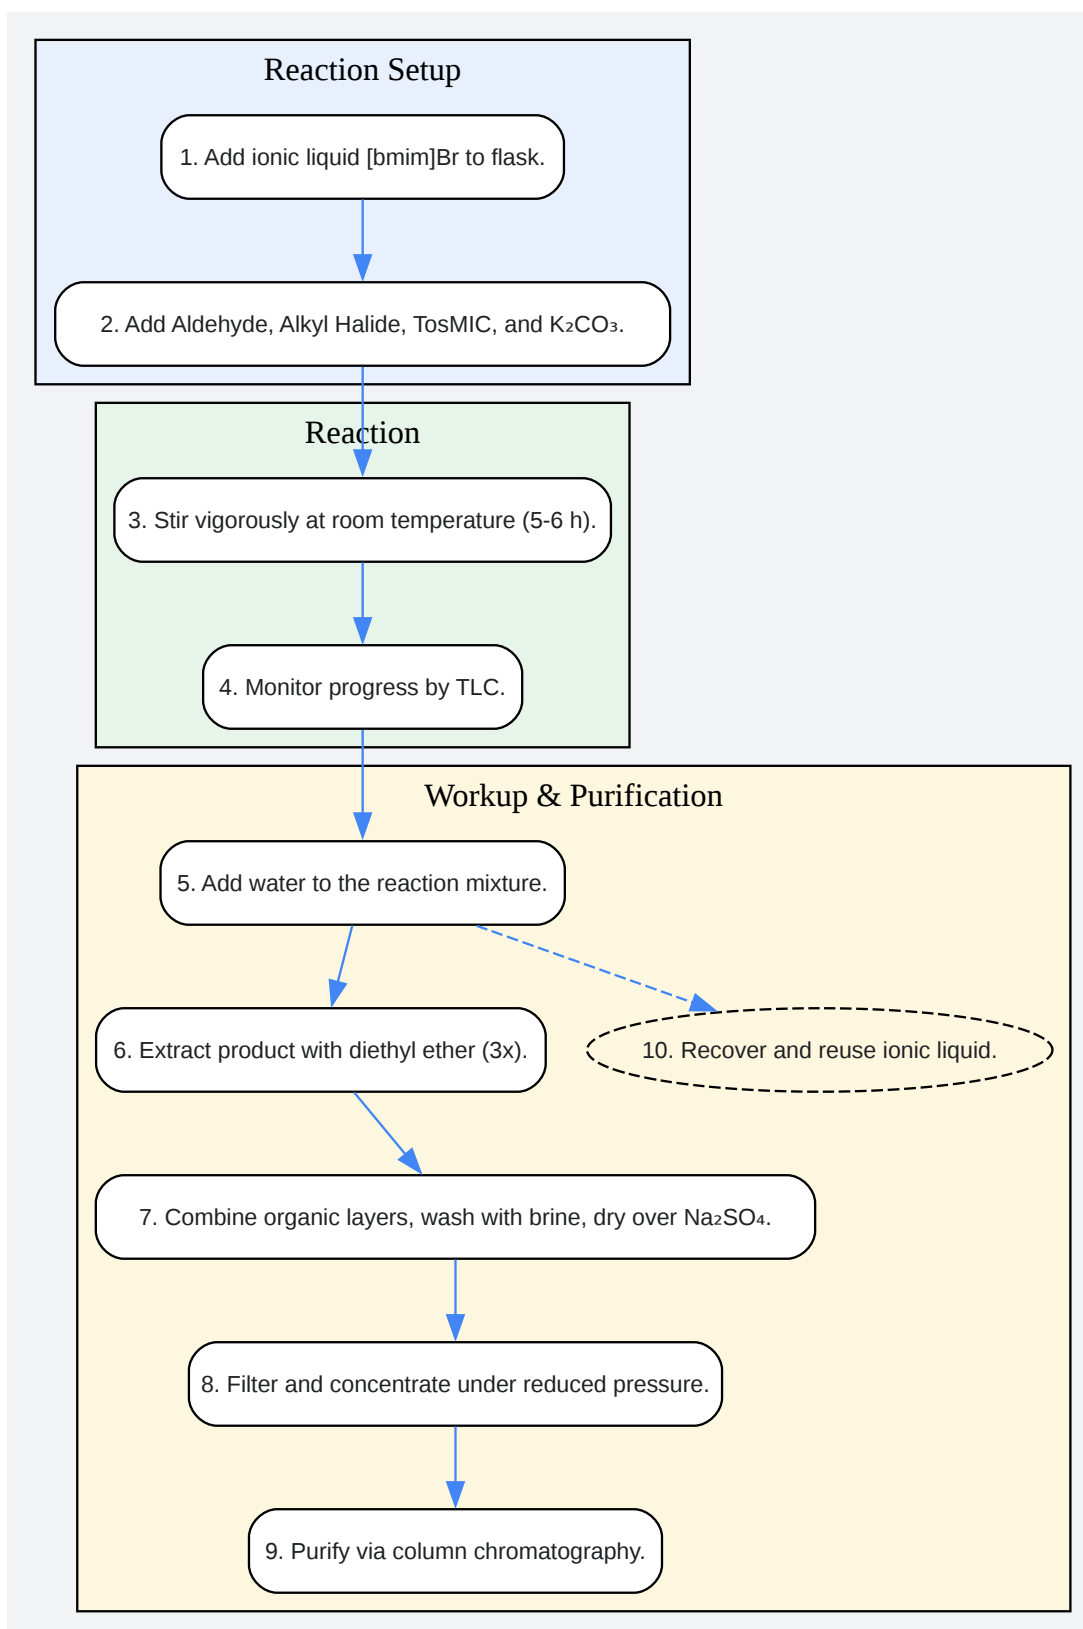 Reaction Setup
1. Add ionic liquid [bmim]Br to flask.
2. Add Aldehyde, Alkyl Halide, TosMIC, and K₂CO₃.
Reaction
3. Stir vigorously at room temperature (5-6 h).
4. Monitor progress by TLC.
Workup & Purification
5. Add water to the reaction mixture.
6. Extract product with diethyl ether (3x).
10. Recover and reuse ionic liquid.
7. Combine organic layers, wash with brine, dry over Na₂SO₄.
8. Filter and concentrate under reduced pressure.
9. Purify via column chromatography.